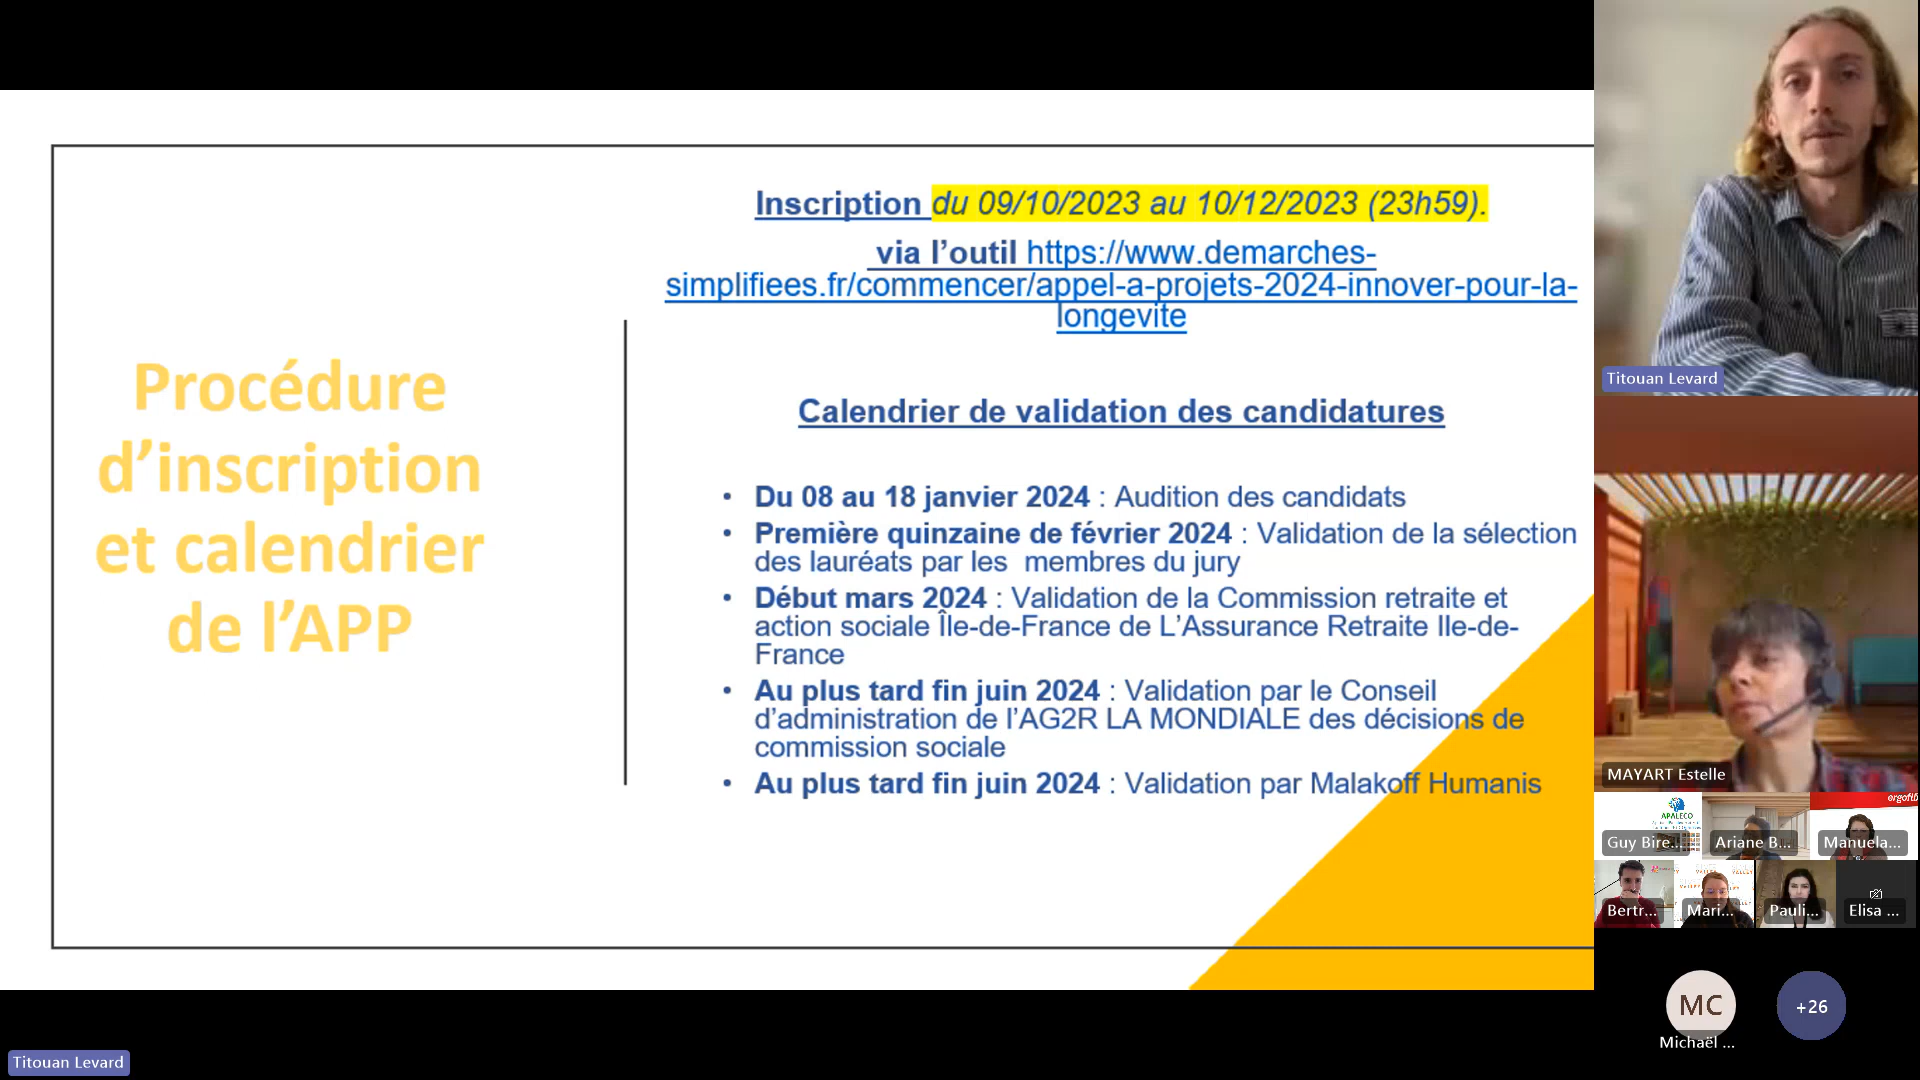 Procédure
d’inscription
et calendrier
de l’APP
Inscription du 09/10/2023 au 10/12/2023 (23h59).
via l’outil https://www.demarches-
simplifiees.fr/commencer/appel-a-projets-2024-innover-pour-la-
longevite
Calendrier de validation des candidatures
• Du 08 au 18 janvier 2024 : Audition des candidats
• Première quinzaine de février 2024 : Validation de la sélection
des lauréats par les membres du jury
• Début mars 2024 : Validation de la Commission retraite et
action sociale Île-de-France de L’Assurance Retraite Ile-de-
France
• Au plus tard fin juin 2024 : Validation par le Conseil
d’administration de l’AG2R LA MONDIALE des décisions de
commission sociale
• Au plus tard fin juin 2024 : Validation par Malakoff Humanis
Titouan Levard
MAYART Estelle
APALECO
Guy Bire...
Ariane B...
Manuela...
Bertr...
Mari...
Pauli...
Elisa ...
MC
+26
Michaël ...
Titouan Levard